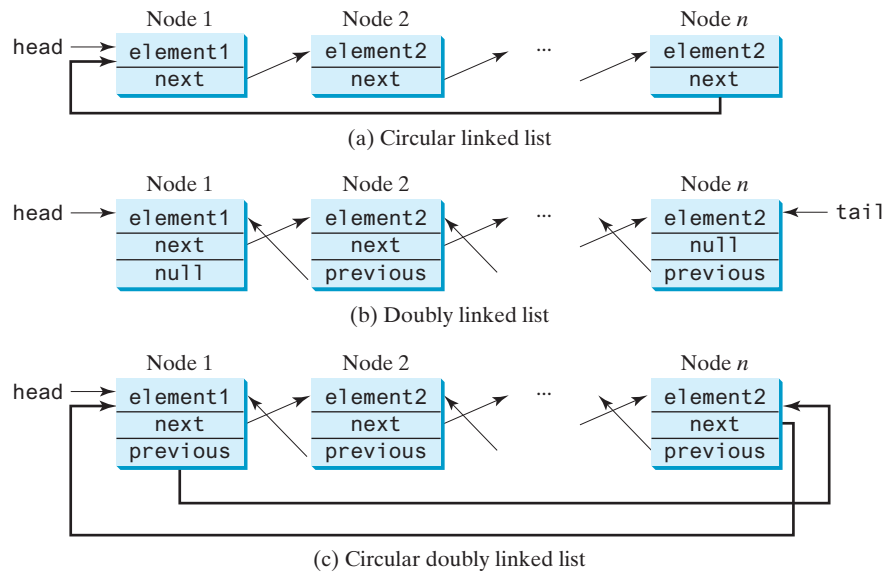 Node 1 Node 2 Node n
head element1 element2 ... element2
next next next
(a) Circular linked list
Node 1 Node 2 Node n
head element1 element2 ... element2 tail
next next null
null previous previous
(b) Doubly linked list
Node 1 Node 2 Node n
head element1 element2 ... element2
next next next
previous previous previous
(c) Circular doubly linked list